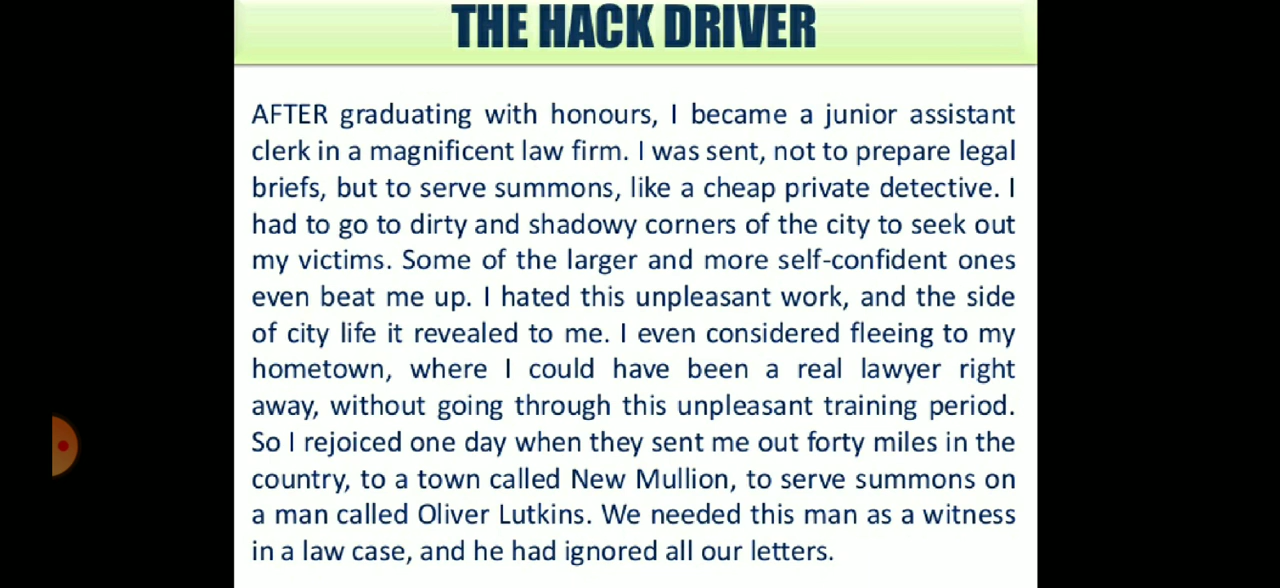 THE HACK DRIVER
AFTER graduating with honours, I became a junior assistant
clerk in a magnificent law firm. I was sent, not to prepare legal
briefs, but to serve summons, like a cheap private detective. I
had to go to dirty and shadowy corners of the city to seek out
my victims. Some of the larger and more self-confident ones
even beat me up. I hated this unpleasant work, and the side
of city life it revealed to me. I even considered fleeing to my
hometown, where I could have been a real lawyer right
away, without going through this unpleasant training period.
So I rejoiced one day when they sent me out forty miles in the
country, to a town called New Mullion, to serve summons on
a man called Oliver Lutkins. We needed this man as a witness
in a law case, and he had ignored all our letters.